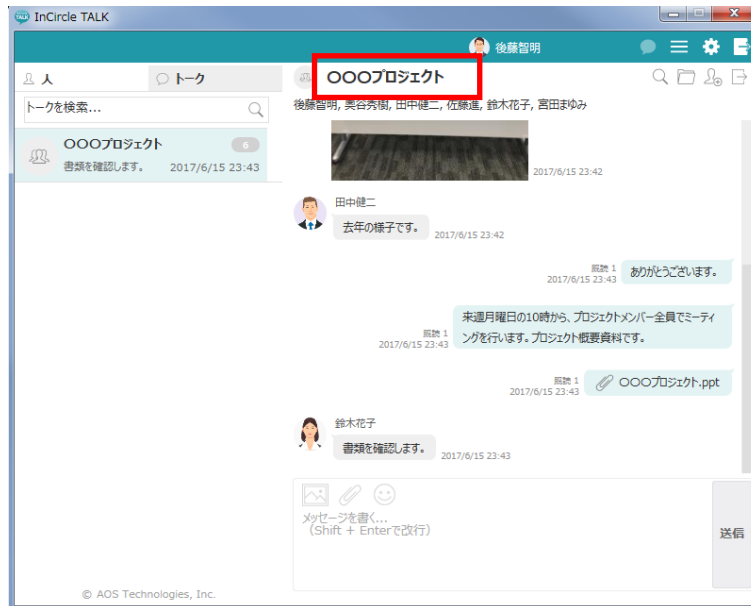 InCircle TALK
後藤智明
人
トーク
〇〇〇プロジェクト
トークを検索...
後藤智明, 奥谷秀樹, 田中健二, 佐藤進, 鈴木花子, 宮田まゆみ
〇〇〇プロジェクト
6
書類を確認します。
2017/6/15 23:43
2017/6/15 23:42
田中健二
去年の様子です。
2017/6/15 23:42
既読 1
2017/6/15 23:43
ありがとうございます。
来週月曜日の10時から、プロジェクトメンバー全員でミーティ
ングを行います。プロジェクト概要資料です。
既読 1
2017/6/15 23:43
既読 1
2017/6/15 23:43
〇〇〇プロジェクト.ppt
鈴木花子
書類を確認します。
2017/6/15 23:43
メッセージを書く...
（Shift + Enterで改行）
送信
© AOS Technologies, Inc.